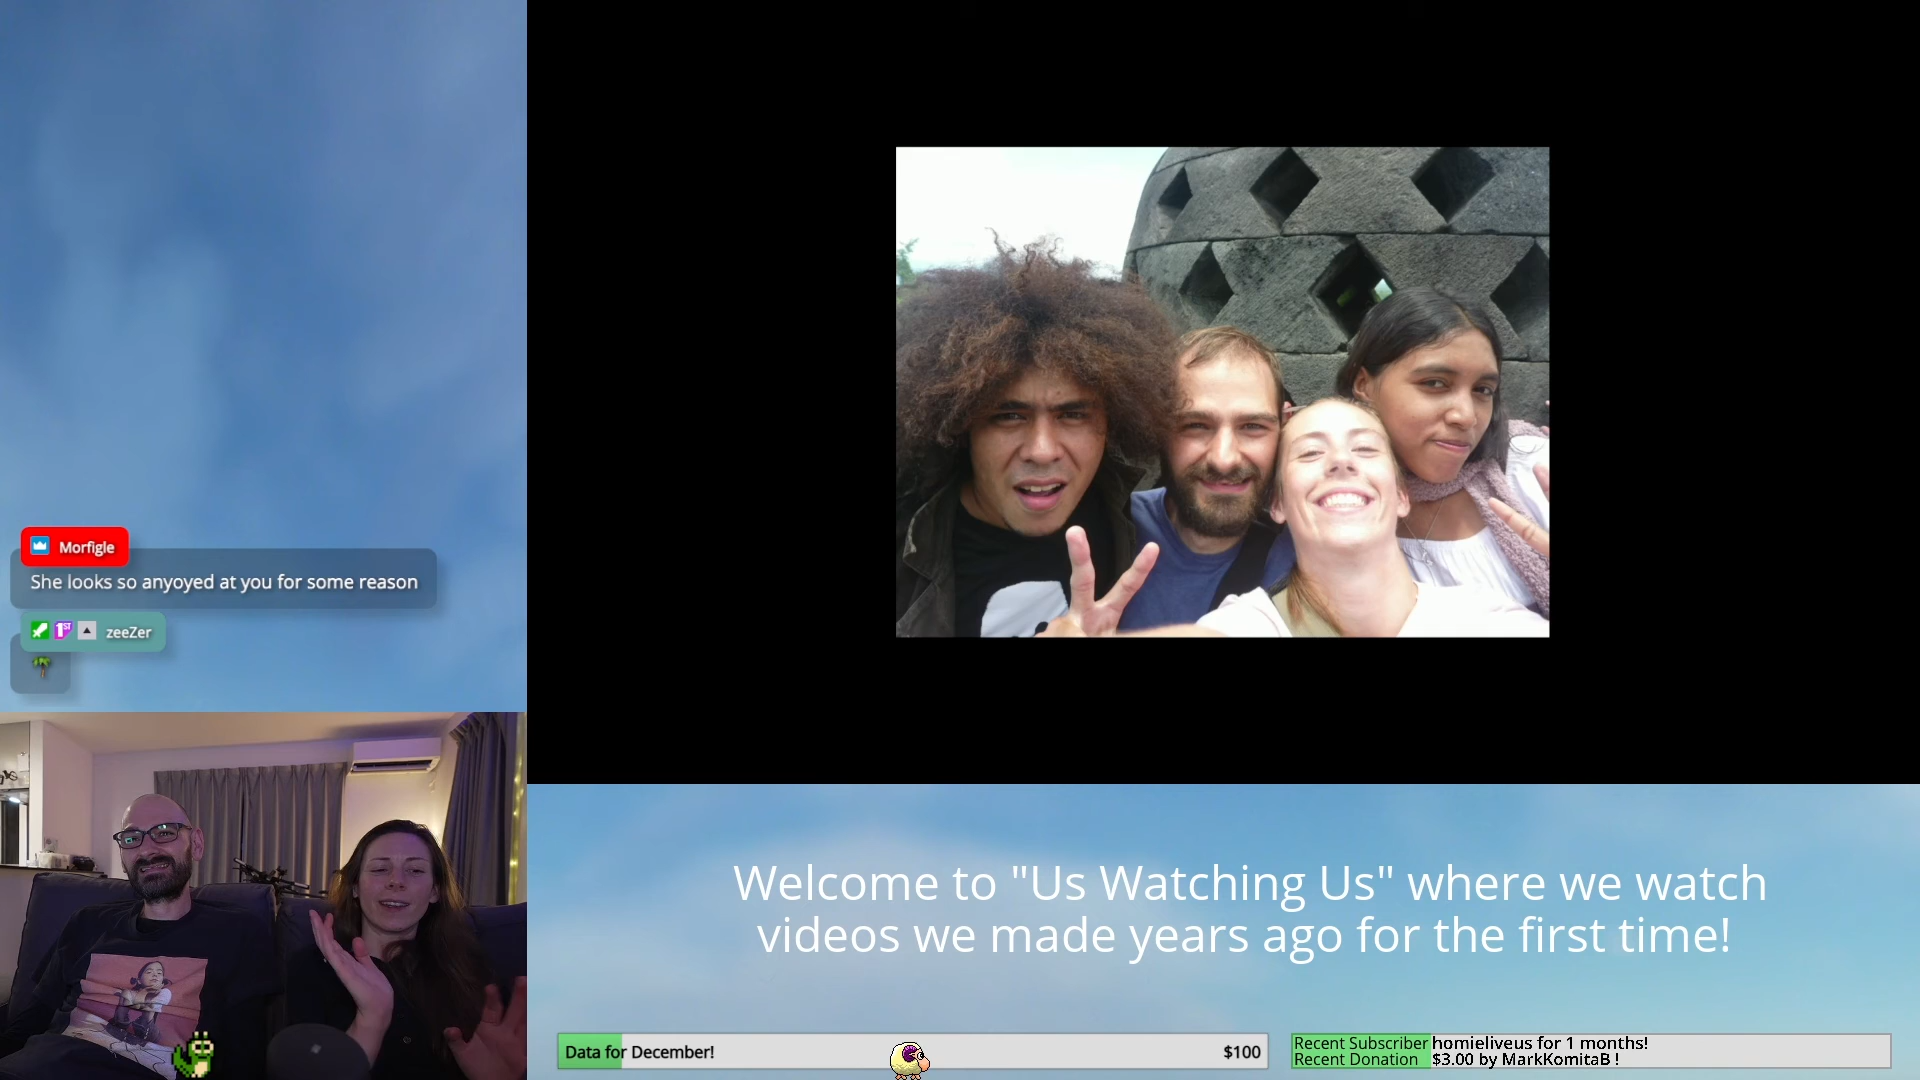 Morfigle
She looks so anyoyed at you for some reason
1ST zeeZer
Welcome to "Us Watching Us" where we watch
videos we made years ago for the first time!
Data for December! $100
Recent Subscriber homieliveus for 1 months!
Recent Donation $3.00 by MarkKomitaB !